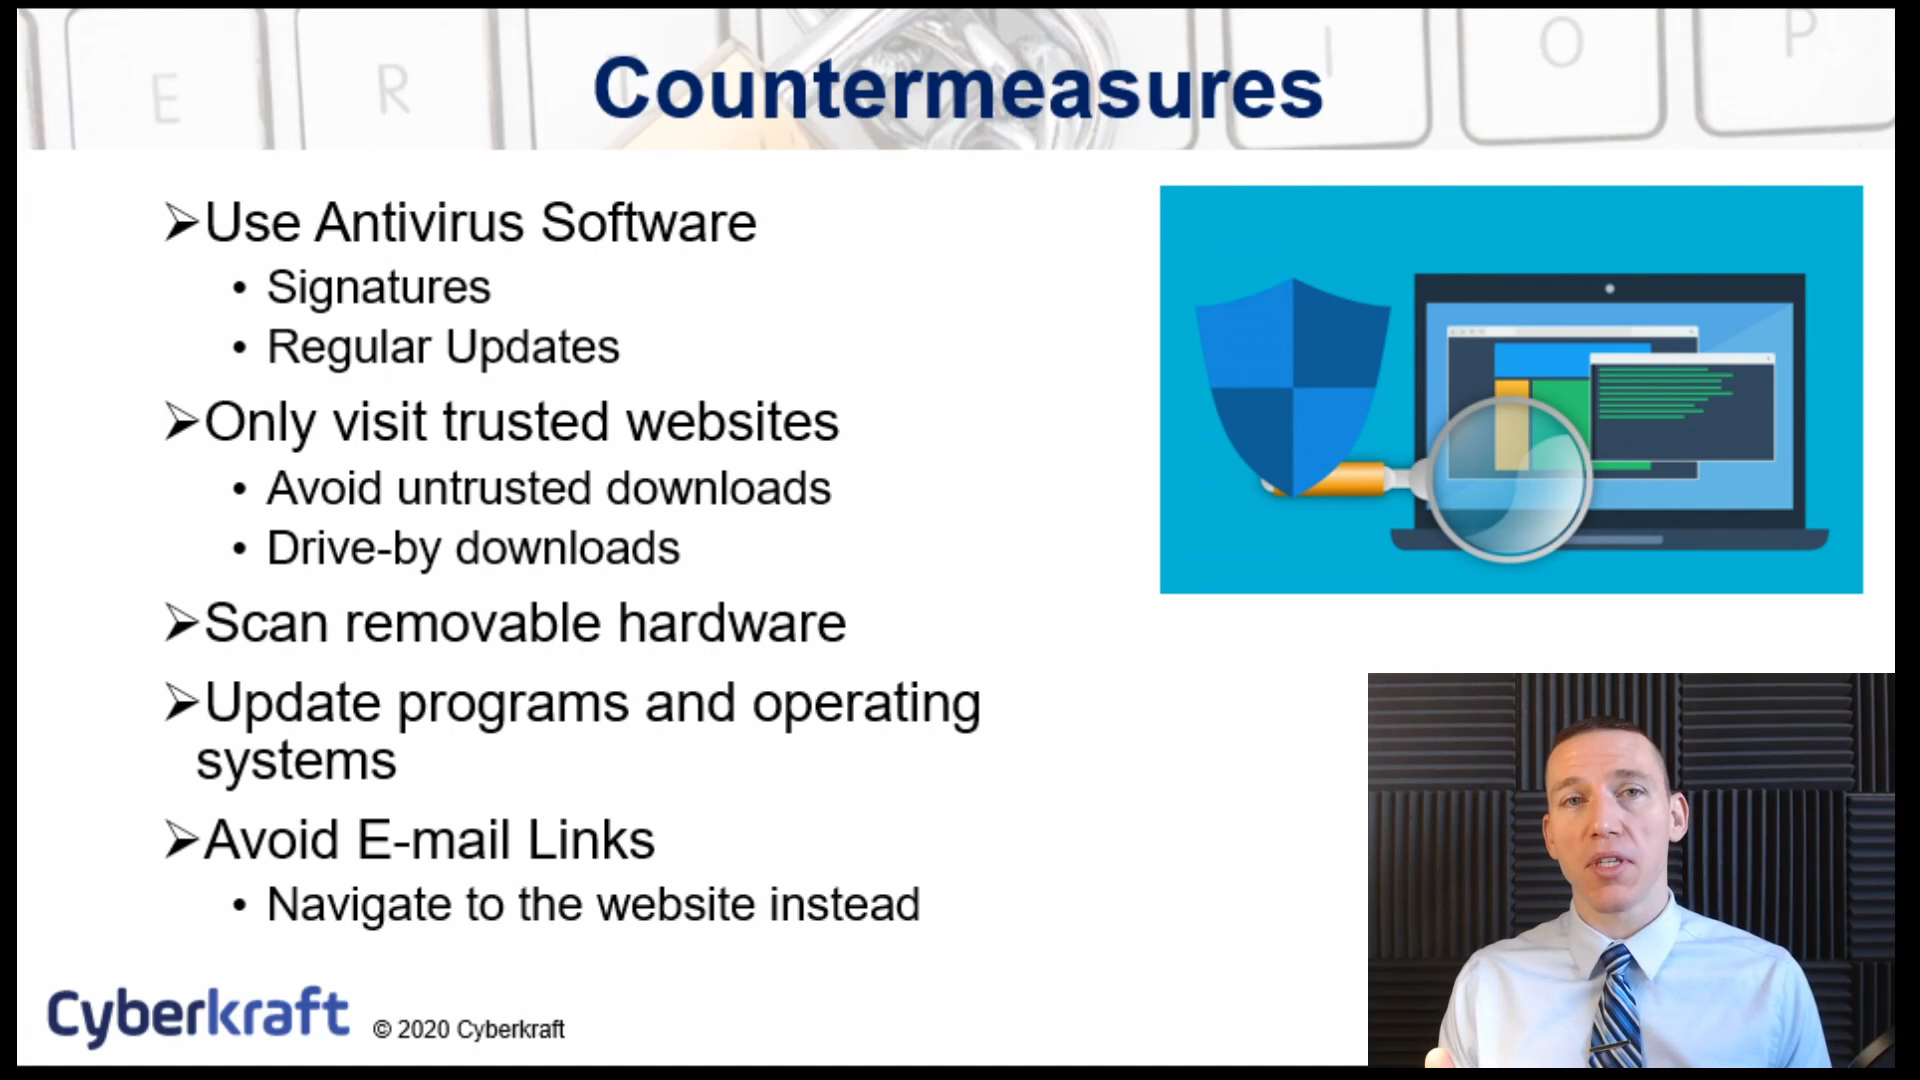 E R I O P
Countermeasures
➢Use Antivirus Software
• Signatures
• Regular Updates
➢Only visit trusted websites
• Avoid untrusted downloads
• Drive-by downloads
➢Scan removable hardware
➢Update programs and operating
systems
➢Avoid E-mail Links
• Navigate to the website instead
Cyberkraft © 2020 Cyberkraft